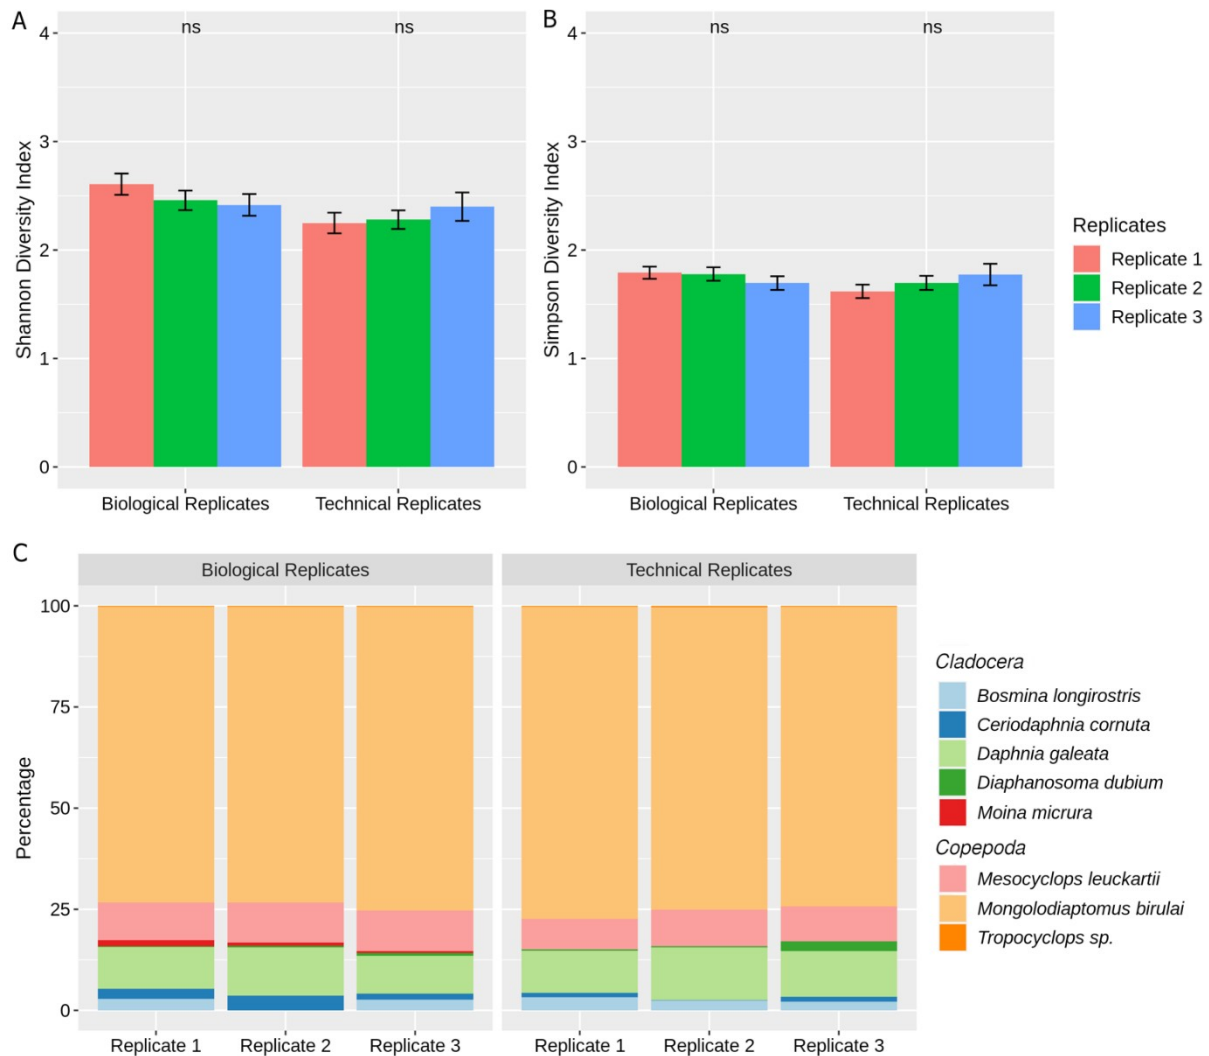 A
ns
ns
4
3
2
1
0
Shannon Diversity Index
Biological Replicates
Technical Replicates
B
ns
ns
4
3
2
1
0
Simpson Diversity Index
Biological Replicates
Technical Replicates
Replicates
Replicate 1
Replicate 2
Replicate 3
C
Biological Replicates
Technical Replicates
100
75
50
25
0
Percentage
Replicate 1
Replicate 2
Replicate 3
Replicate 1
Replicate 2
Replicate 3
Cladocera
Bosmina longirostris
Ceriodaphnia cornuta
Daphnia galeata
Diaphanosoma dubium
Moina micrura
Copepoda
Mesocyclops leuckartii
Mongolodiaptomus birulai
Tropocyclops sp.